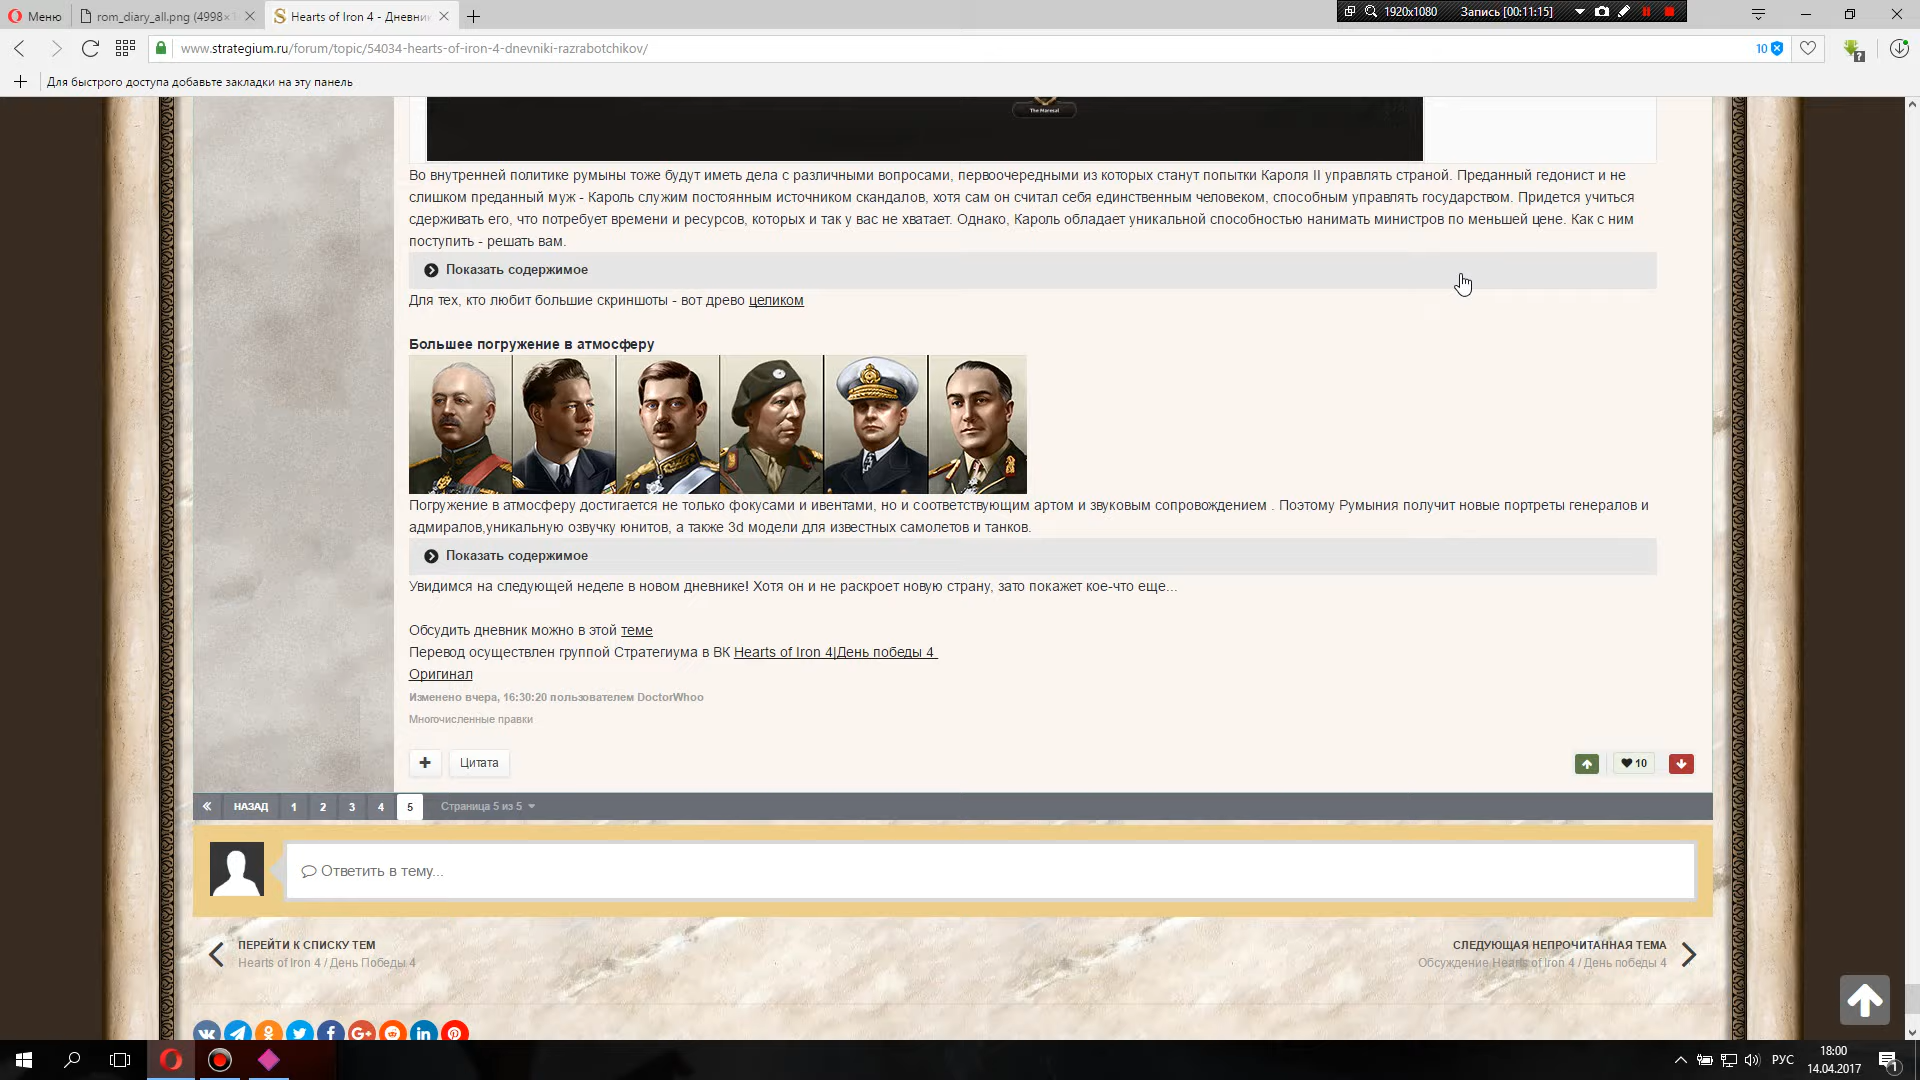 Меню
rom_diary_all.png (4998×
Hearts of Iron 4 - Дневник
1920x1080
Запись [00:11:15]
www.strategium.ru/forum/topic/54034-hearts-of-iron-4-dnevniki-razrabotchikov/
10
Для быстрого доступа добавьте закладки на эту панель
The Maresal
Во внутренней политике румыны тоже будут иметь дела с различными вопросами, первоочередными из которых станут попытки Кароля II управлять страной. Преданный гедонист и не
слишком преданный муж - Кароль служим постоянным источником скандалов, хотя сам он считал себя единственным человеком, способным управлять государством. Придется учиться
сдерживать его, что потребует времени и ресурсов, которых и так у вас не хватает. Однако, Кароль обладает уникальной способностью нанимать министров по меньшей цене. Как с ним
поступить - решать вам.
Показать содержимое
Для тех, кто любит большие скриншоты - вот древо целиком
Большее погружение в атмосферу
Погружение в атмосферу достигается не только фокусами и ивентами, но и соответствующим артом и звуковым сопровождением . Поэтому Румыния получит новые портреты генералов и
адмиралов,уникальную озвучку юнитов, а также 3d модели для известных самолетов и танков.
Показать содержимое
Увидимся на следующей неделе в новом дневнике! Хотя он и не раскроет новую страну, зато покажет кое-что еще...
Обсудить дневник можно в этой теме
Перевод осуществлен группой Стратегиума в ВК Hearts of Iron 4|День победы 4
Оригинал
Изменено вчера, 16:30:20 пользователем DoctorWhoo
Многочисленные правки
Цитата
10
НАЗАД 1 2 3 4 5 Страница 5 из 5
Ответить в тему...
ПЕРЕЙТИ К СПИСКУ ТЕМ
Hearts of Iron 4 / День Победы 4
СЛЕДУЮЩАЯ НЕПРОЧИТАННАЯ ТЕМА
Обсуждение Hearts of Iron 4 / День победы 4
РУС
18:00
14.04.2017
1